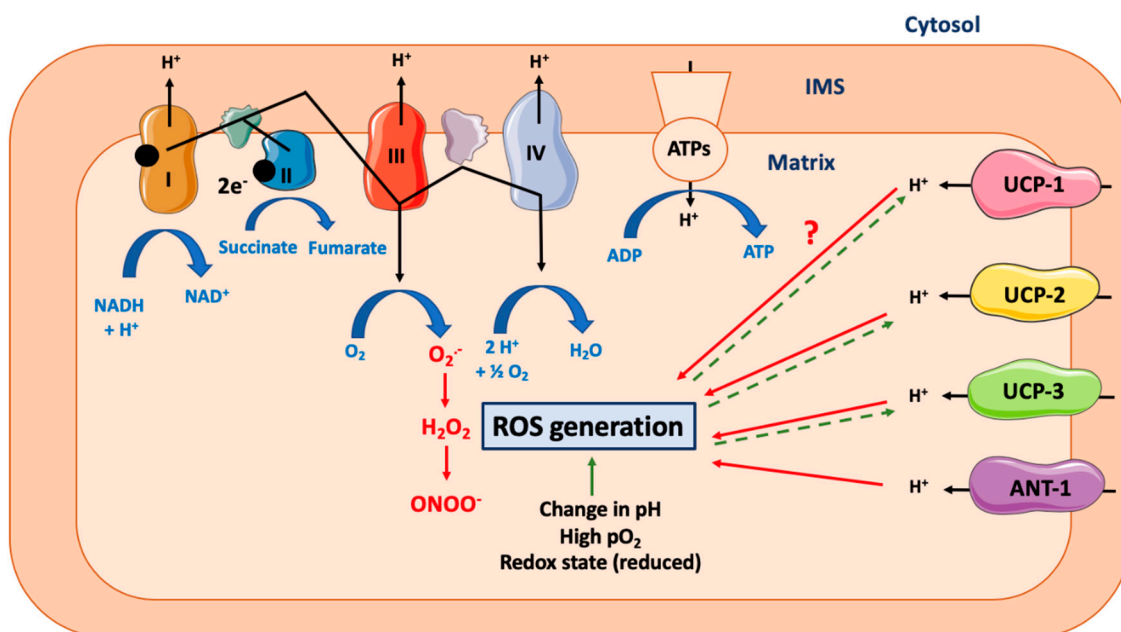 Cytosol
IMS
Matrix
H⁺
H⁺
H⁺
I
2e⁻
II
III
IV
ATPs
H⁺
NADH
+ H⁺
NAD⁺
Succinate
Fumarate
O₂
O₂·⁻
H₂O₂
ONOO⁻
2 H⁺
+ ½ O₂
H₂O
ADP
ATP
?
H⁺
UCP-1
H⁺
UCP-2
H⁺
UCP-3
H⁺
ANT-1
ROS generation
Change in pH
High pO₂
Redox state (reduced)